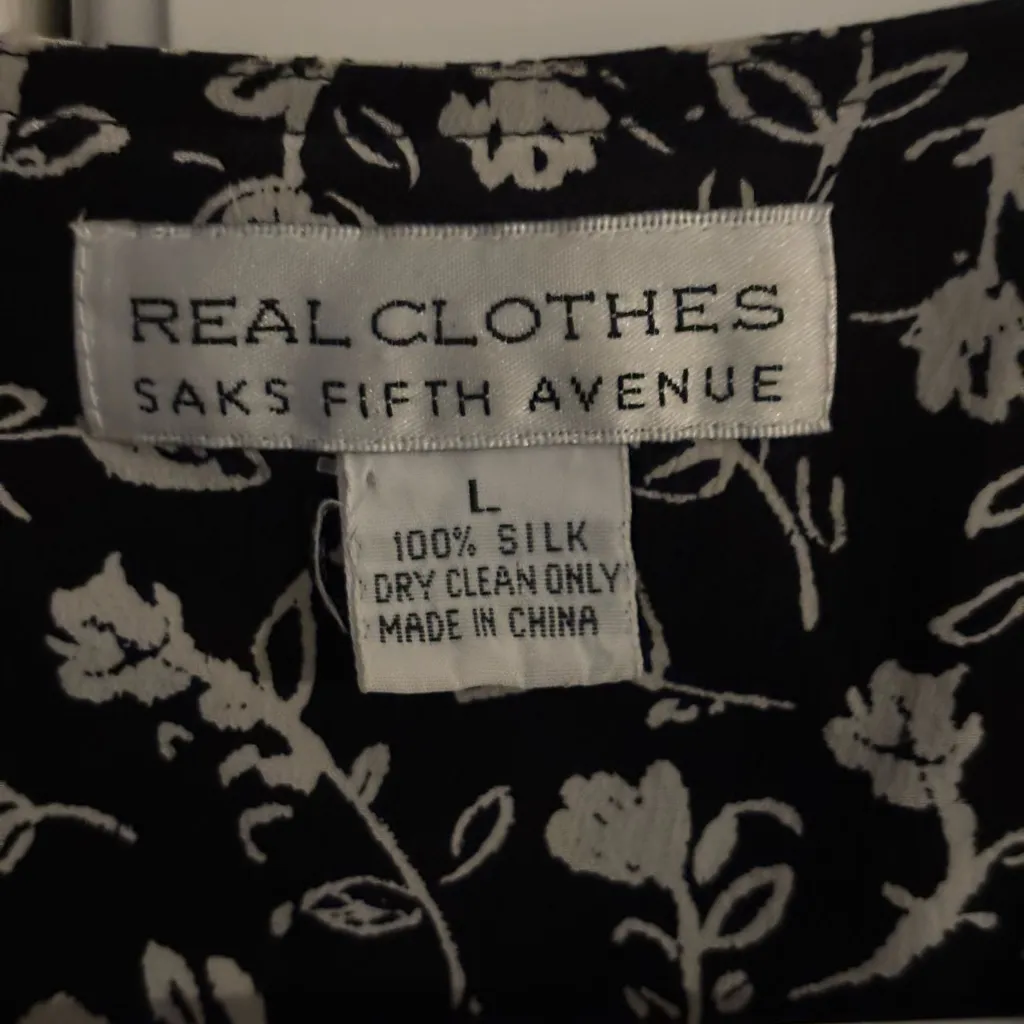 REAL CLOTHES
SAKS FIFTH AVENUE
L
100% SILK
DRY CLEAN ONLY
MADE IN CHINA